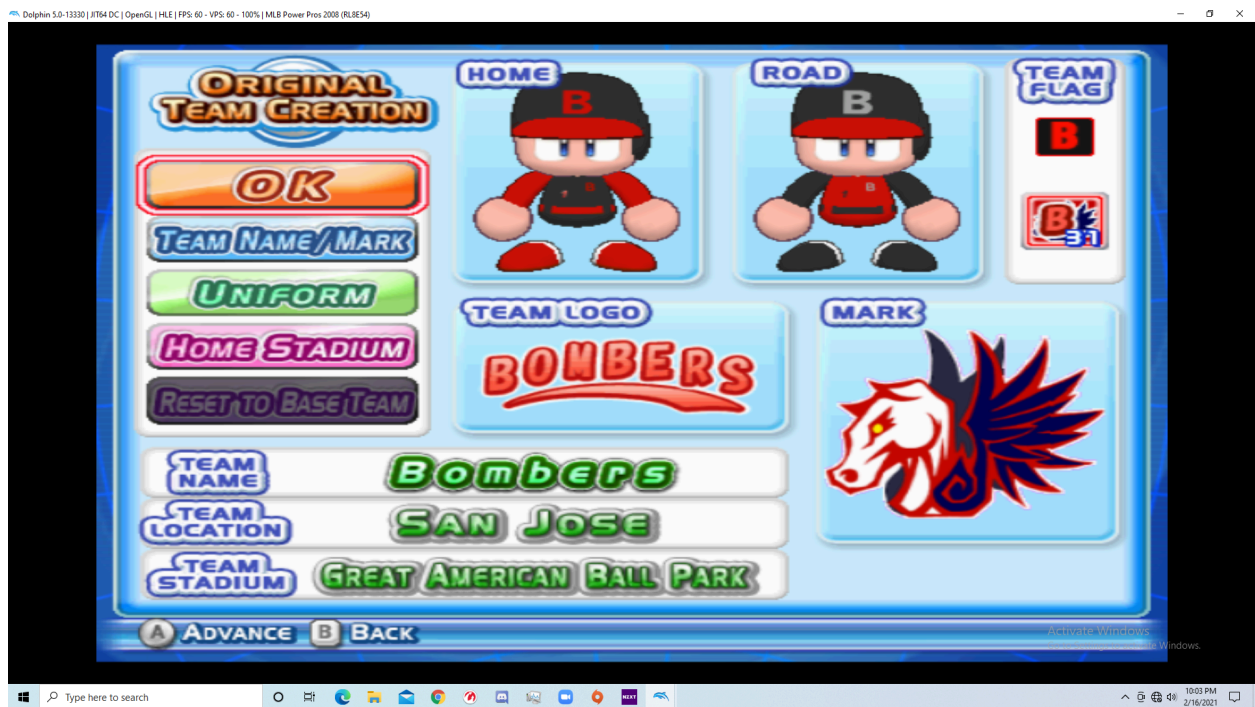 Dolphin 5.0-13330 | JIT64 DC | OpenGL | HLE | FPS: 60 - VPS: 60 - 100% | MLB Power Pros 2008 (RL8E54)
ORIGINAL
TEAM CREATION
HOME
B
B
ROAD
B
B
TEAM
FLAG
B
B
37
OK
TEAM NAME/MARK
UNIFORM
HOME STADIUM
RESET TO BASE TEAM
TEAM LOGO
BOMBERS
MARK
TEAM
NAME
Bombers
TEAM
LOCATION
SAN JOSE
TEAM
STADIUM
GREAT AMERICAN BALL PARK
A ADVANCE B BACK
Activate Windows
Windows.
Type here to search
NEXT
10:03 PM
2/16/2021